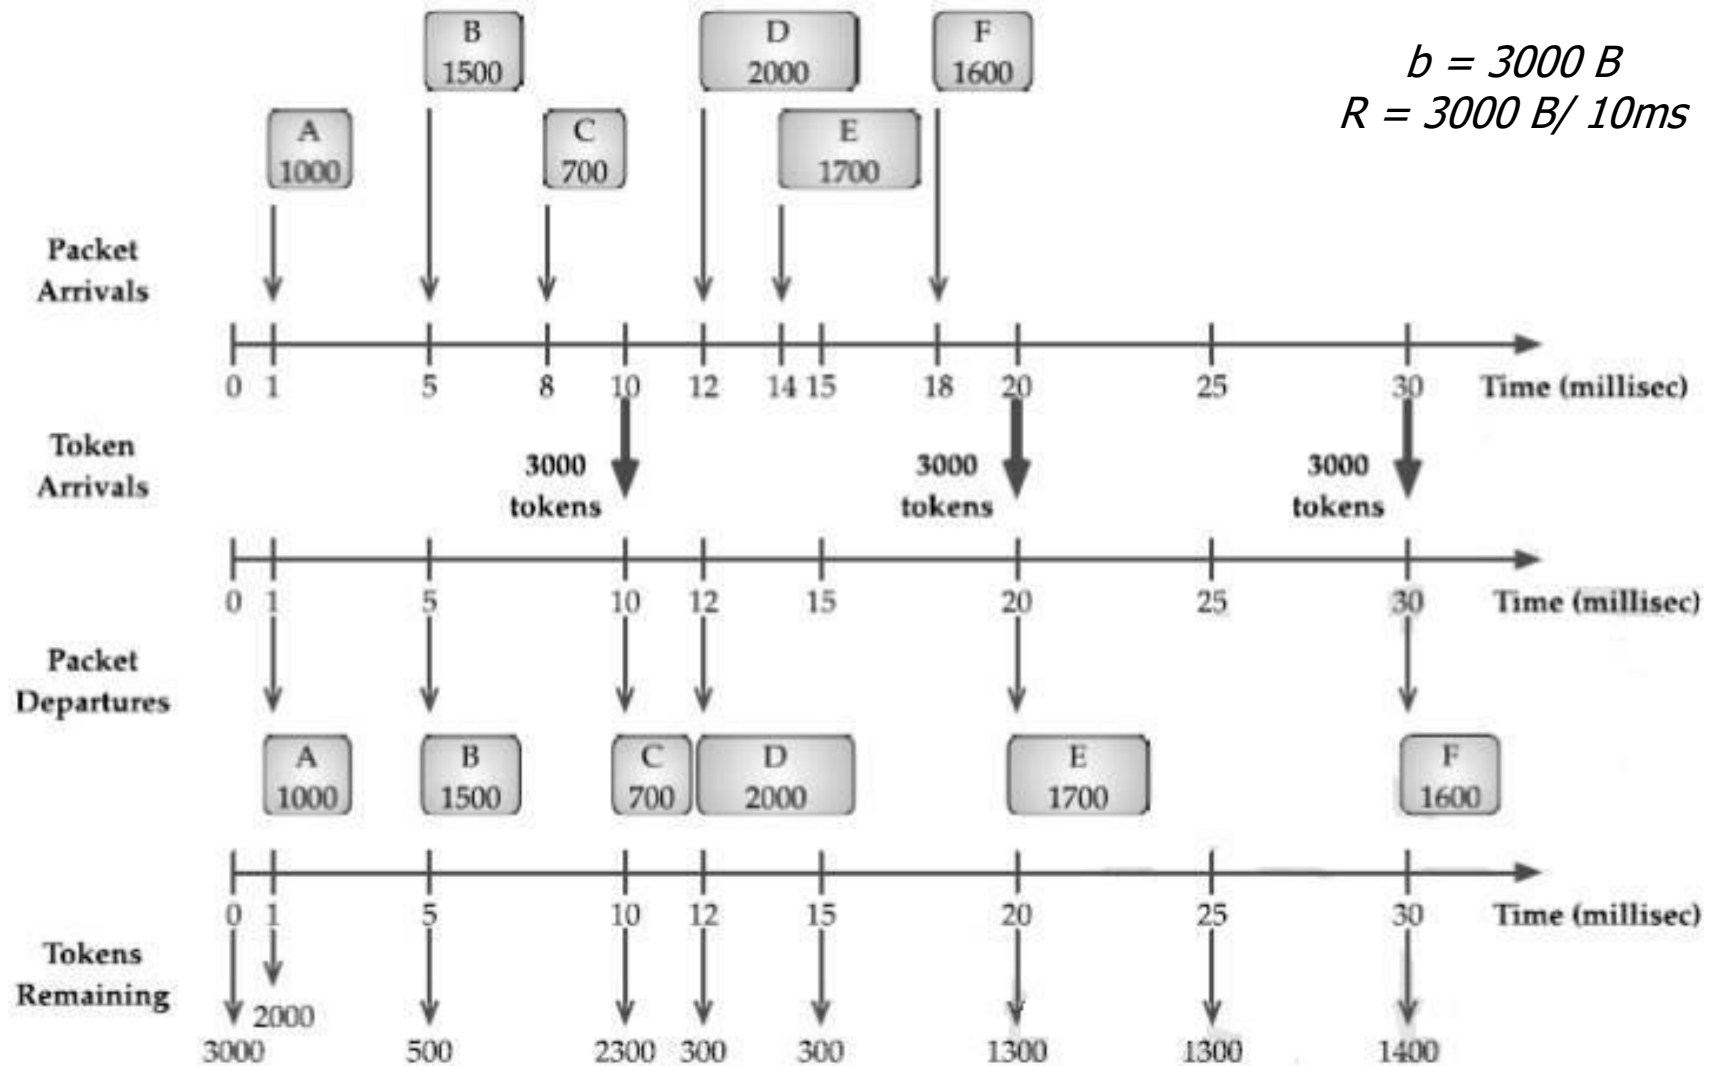 B
1500
D
2000
F
1600
b = 3000 B
R = 3000 B/ 10ms
A
1000
C
700
E
1700
Packet
Arrivals
0 1 5 8 10 12 14 15 18 20 25 30 Time (millisec)
Token
Arrivals
3000
tokens
3000
tokens
3000
tokens
0 1 5 10 12 15 20 25 30 Time (millisec)
Packet
Departures
A
1000
B
1500
C
700
D
2000
E
1700
F
1600
0 1 5 10 12 15 20 25 30 Time (millisec)
Tokens
Remaining
2000
3000 500 2300 300 300 1300 1300 1400